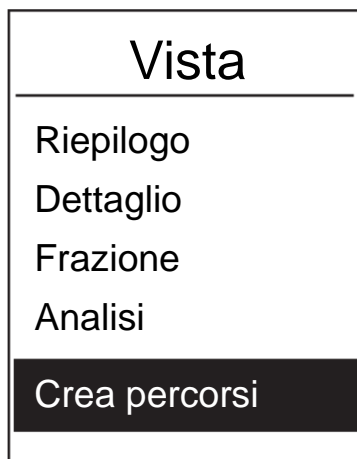 Vista
Riepilogo
Dettaglio
Frazione
Analisi
Crea percorsi